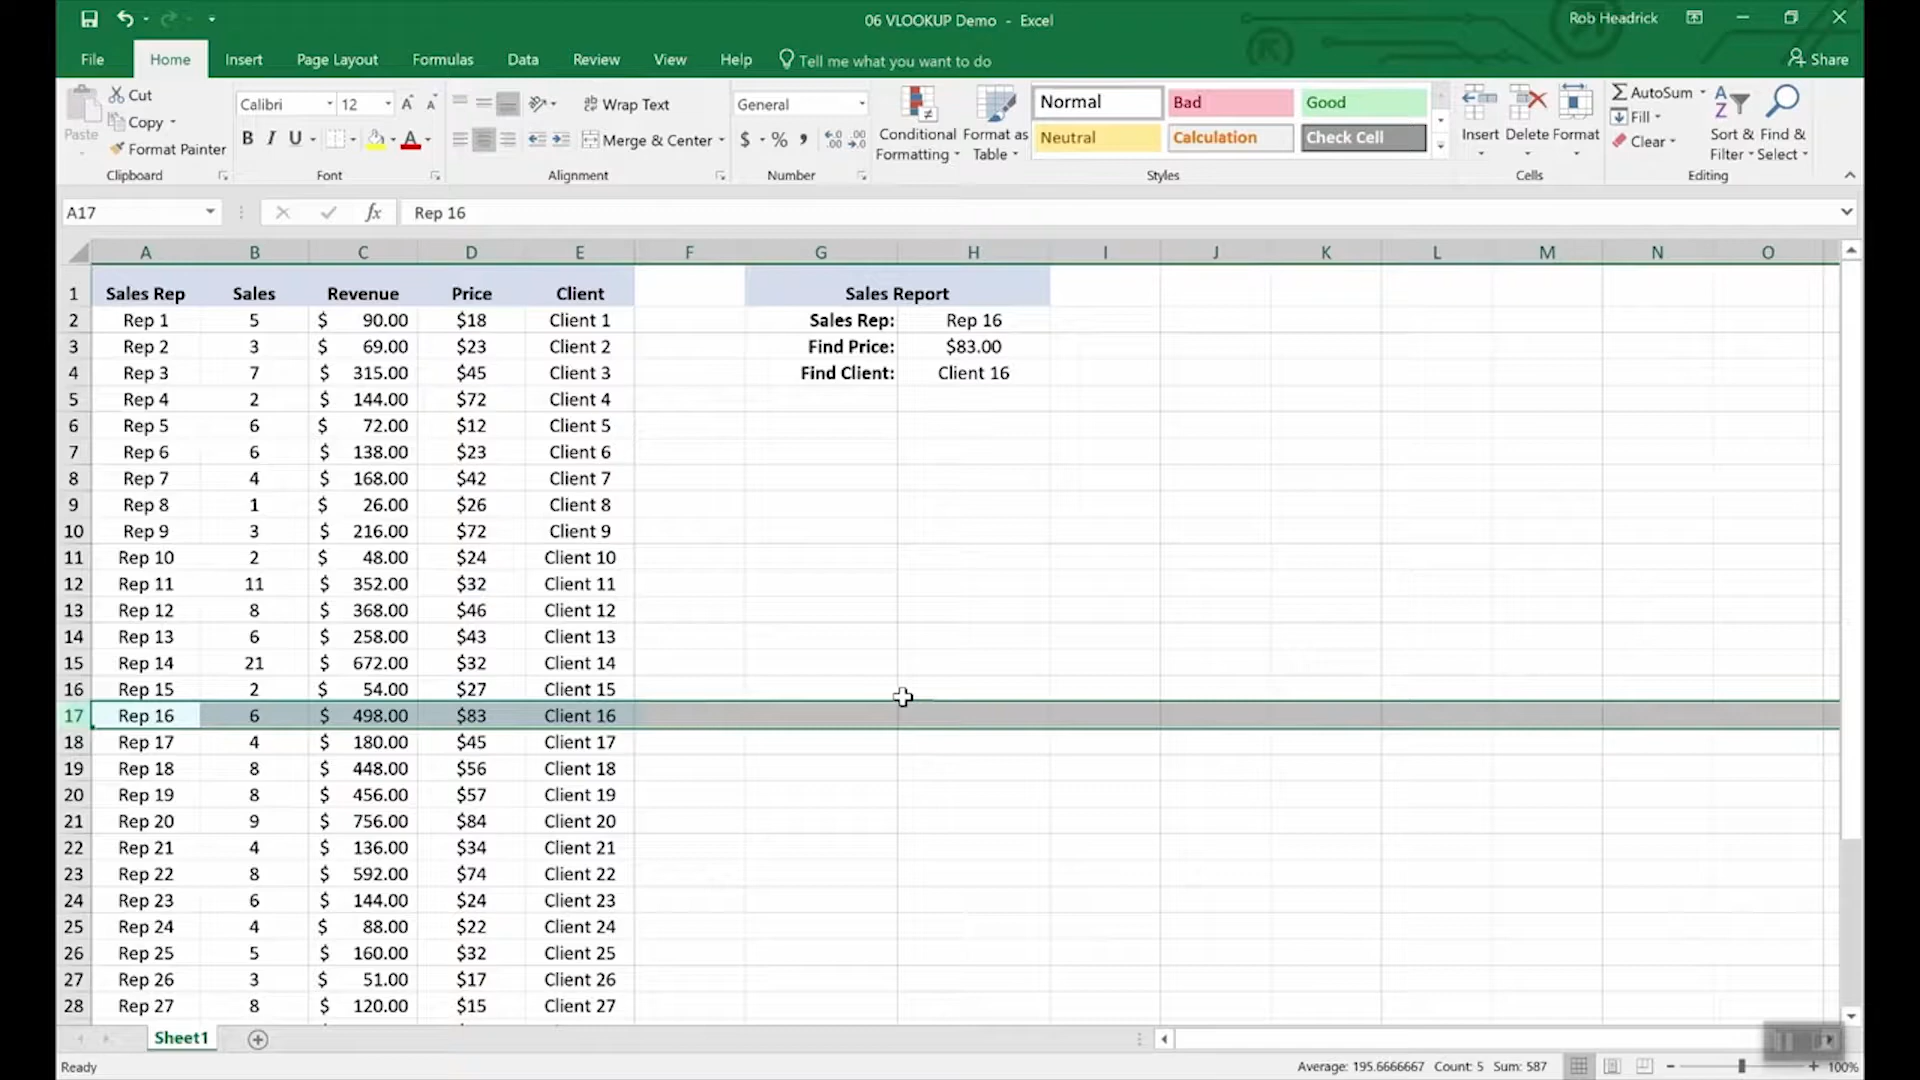 06 VLOOKUP Demo - Excel
Rob Headrick
File Home Insert Page Layout Formulas Data Review View Help Tell me what you want to do Share
Paste
Cut
Copy
Format Painter
Clipboard
Calibri 12
B I U
Font
Wrap Text
Merge & Center
Alignment
General
$ % ,
Number
Conditional Formatting
Format as Table
Normal Bad Good
Neutral Calculation Check Cell
Styles
Insert Delete Format
Cells
AutoSum
Fill
Clear
Sort & Filter
Find & Select
Editing
A17 fx Rep 16
A B C D E F G H I J K L M N O
1 Sales Rep Sales Revenue Price Client Sales Report
2 Rep 1 5 $ 90.00 $18 Client 1 Sales Rep: Rep 16
3 Rep 2 3 $ 69.00 $23 Client 2 Find Price: $83.00
4 Rep 3 7 $ 315.00 $45 Client 3 Find Client: Client 16
5 Rep 4 2 $ 144.00 $72 Client 4
6 Rep 5 6 $ 72.00 $12 Client 5
7 Rep 6 6 $ 138.00 $23 Client 6
8 Rep 7 4 $ 168.00 $42 Client 7
9 Rep 8 1 $ 26.00 $26 Client 8
10 Rep 9 3 $ 216.00 $72 Client 9
11 Rep 10 2 $ 48.00 $24 Client 10
12 Rep 11 11 $ 352.00 $32 Client 11
13 Rep 12 8 $ 368.00 $46 Client 12
14 Rep 13 6 $ 258.00 $43 Client 13
15 Rep 14 21 $ 672.00 $32 Client 14
16 Rep 15 2 $ 54.00 $27 Client 15
17 Rep 16 6 $ 498.00 $83 Client 16
18 Rep 17 4 $ 180.00 $45 Client 17
19 Rep 18 8 $ 448.00 $56 Client 18
20 Rep 19 8 $ 456.00 $57 Client 19
21 Rep 20 9 $ 756.00 $84 Client 20
22 Rep 21 4 $ 136.00 $34 Client 21
23 Rep 22 8 $ 592.00 $74 Client 22
24 Rep 23 6 $ 144.00 $24 Client 23
25 Rep 24 4 $ 88.00 $22 Client 24
26 Rep 25 5 $ 160.00 $32 Client 25
27 Rep 26 3 $ 51.00 $17 Client 26
28 Rep 27 8 $ 120.00 $15 Client 27
Sheet1
Ready Average: 195.6666667 Count: 5 Sum: 587 100%